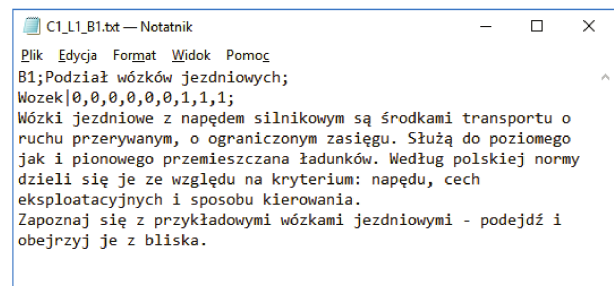 C1_L1_B1.txt — Notatnik
Plik Edycja Format Widok Pomoc
B1;Podział wózków jezdniowych;
Wozek|0,0,0,0,0,0,1,1,1;
Wózki jezdniowe z napędem silnikowym są środkami transportu o
ruchu przerywanym, o ograniczonym zasięgu. Służą do poziomego
jak i pionowego przemieszczana ładunków. Według polskiej normy
dzieli się je ze względu na kryterium: napędu, cech
eksploatacyjnych i sposobu kierowania.
Zapoznaj się z przykładowymi wózkami jezdniowymi - podejdź i
obejrzyj je z bliska.